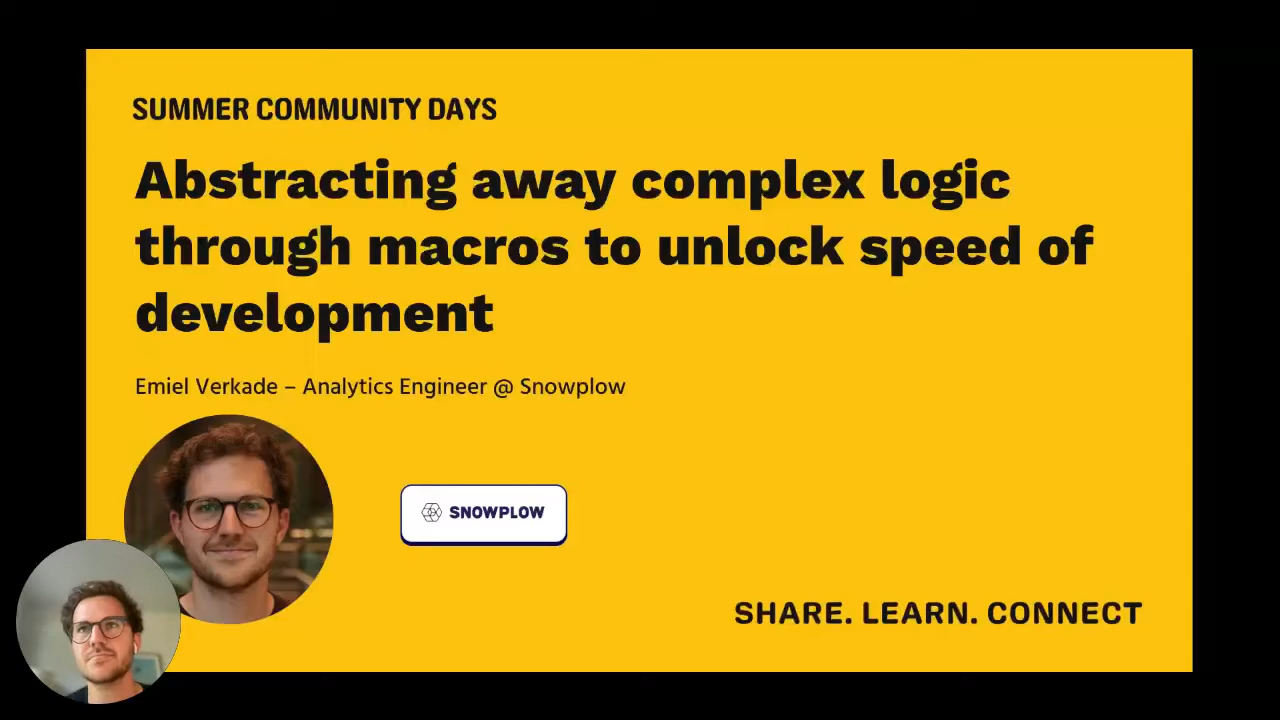 SUMMER COMMUNITY DAYS
Abstracting away complex logic
through macros to unlock speed of
development
Emiel Verkade – Analytics Engineer @ Snowplow
SNOWPLOW
SHARE. LEARN. CONNECT